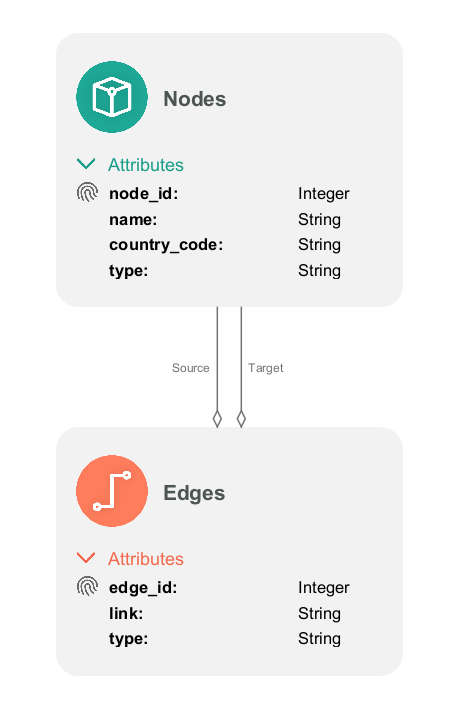 Nodes
Attributes
node_id: Integer
name: String
country_code: String
type: String
Source Target
Edges
Attributes
edge_id: Integer
link: String
type: String